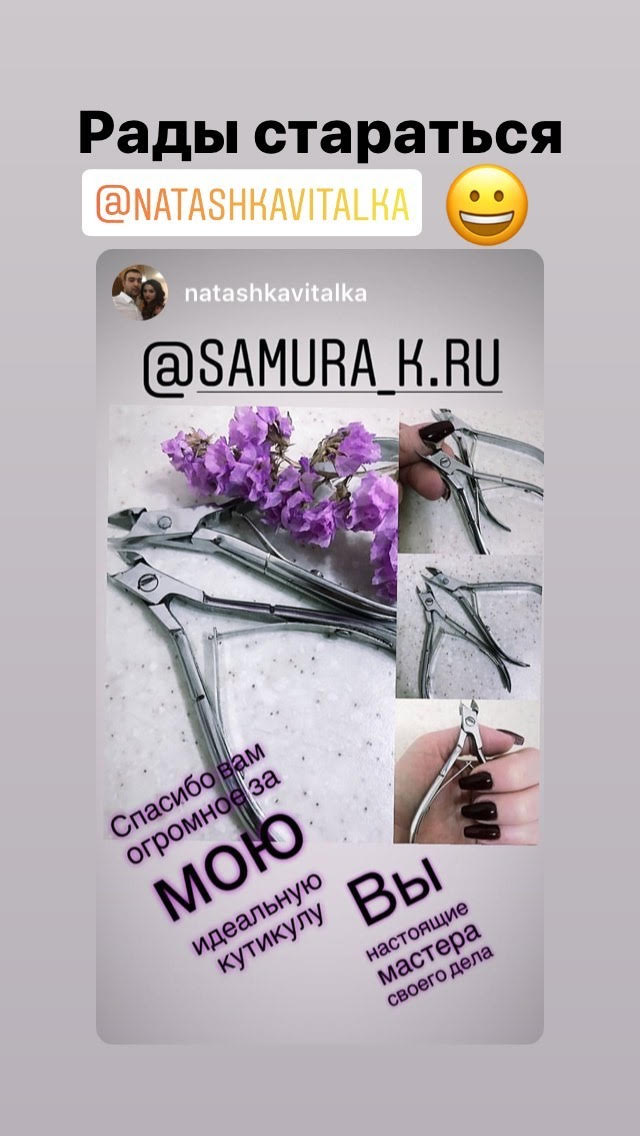 Рады стараться
@NATASHKAVITALKA
natashkavitalka
@SAMURA_K.RU
Спасибо вам
огромное за
мою
идеальную
кутикулу
Вы
настоящие
мастера
своего дела